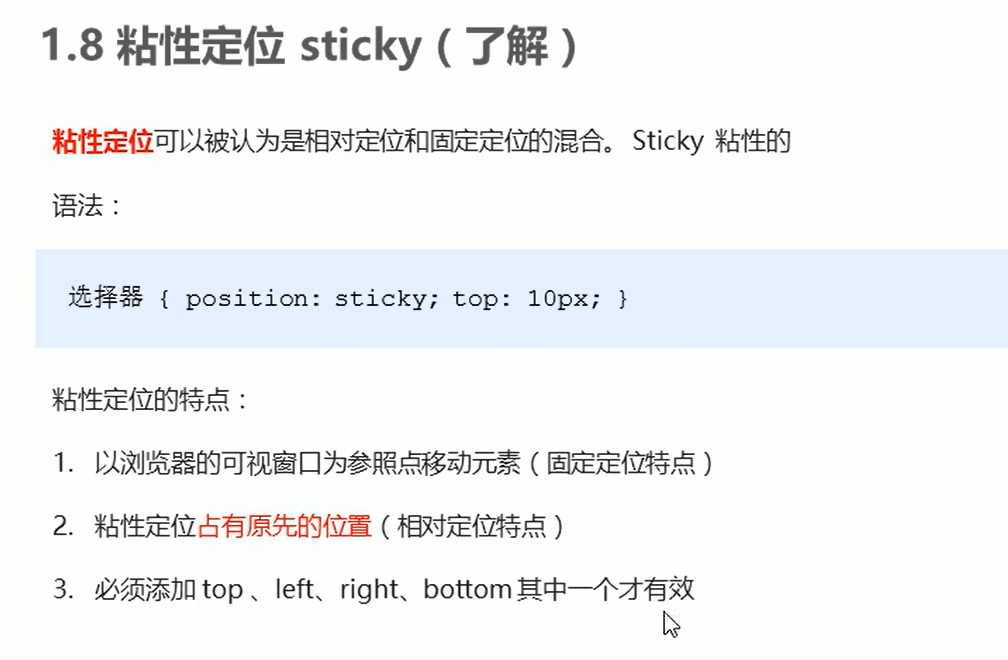 1.8 粘性定位 sticky（了解）
粘性定位可以被认为是相对定位和固定定位的混合。 Sticky 粘性的
语法：
选择器 { position: sticky; top: 10px; }
粘性定位的特点：
1. 以浏览器的可视窗口为参照点移动元素（固定定位特点）
2. 粘性定位占有原先的位置（相对定位特点）
3. 必须添加 top 、left、right、bottom 其中一个才有效